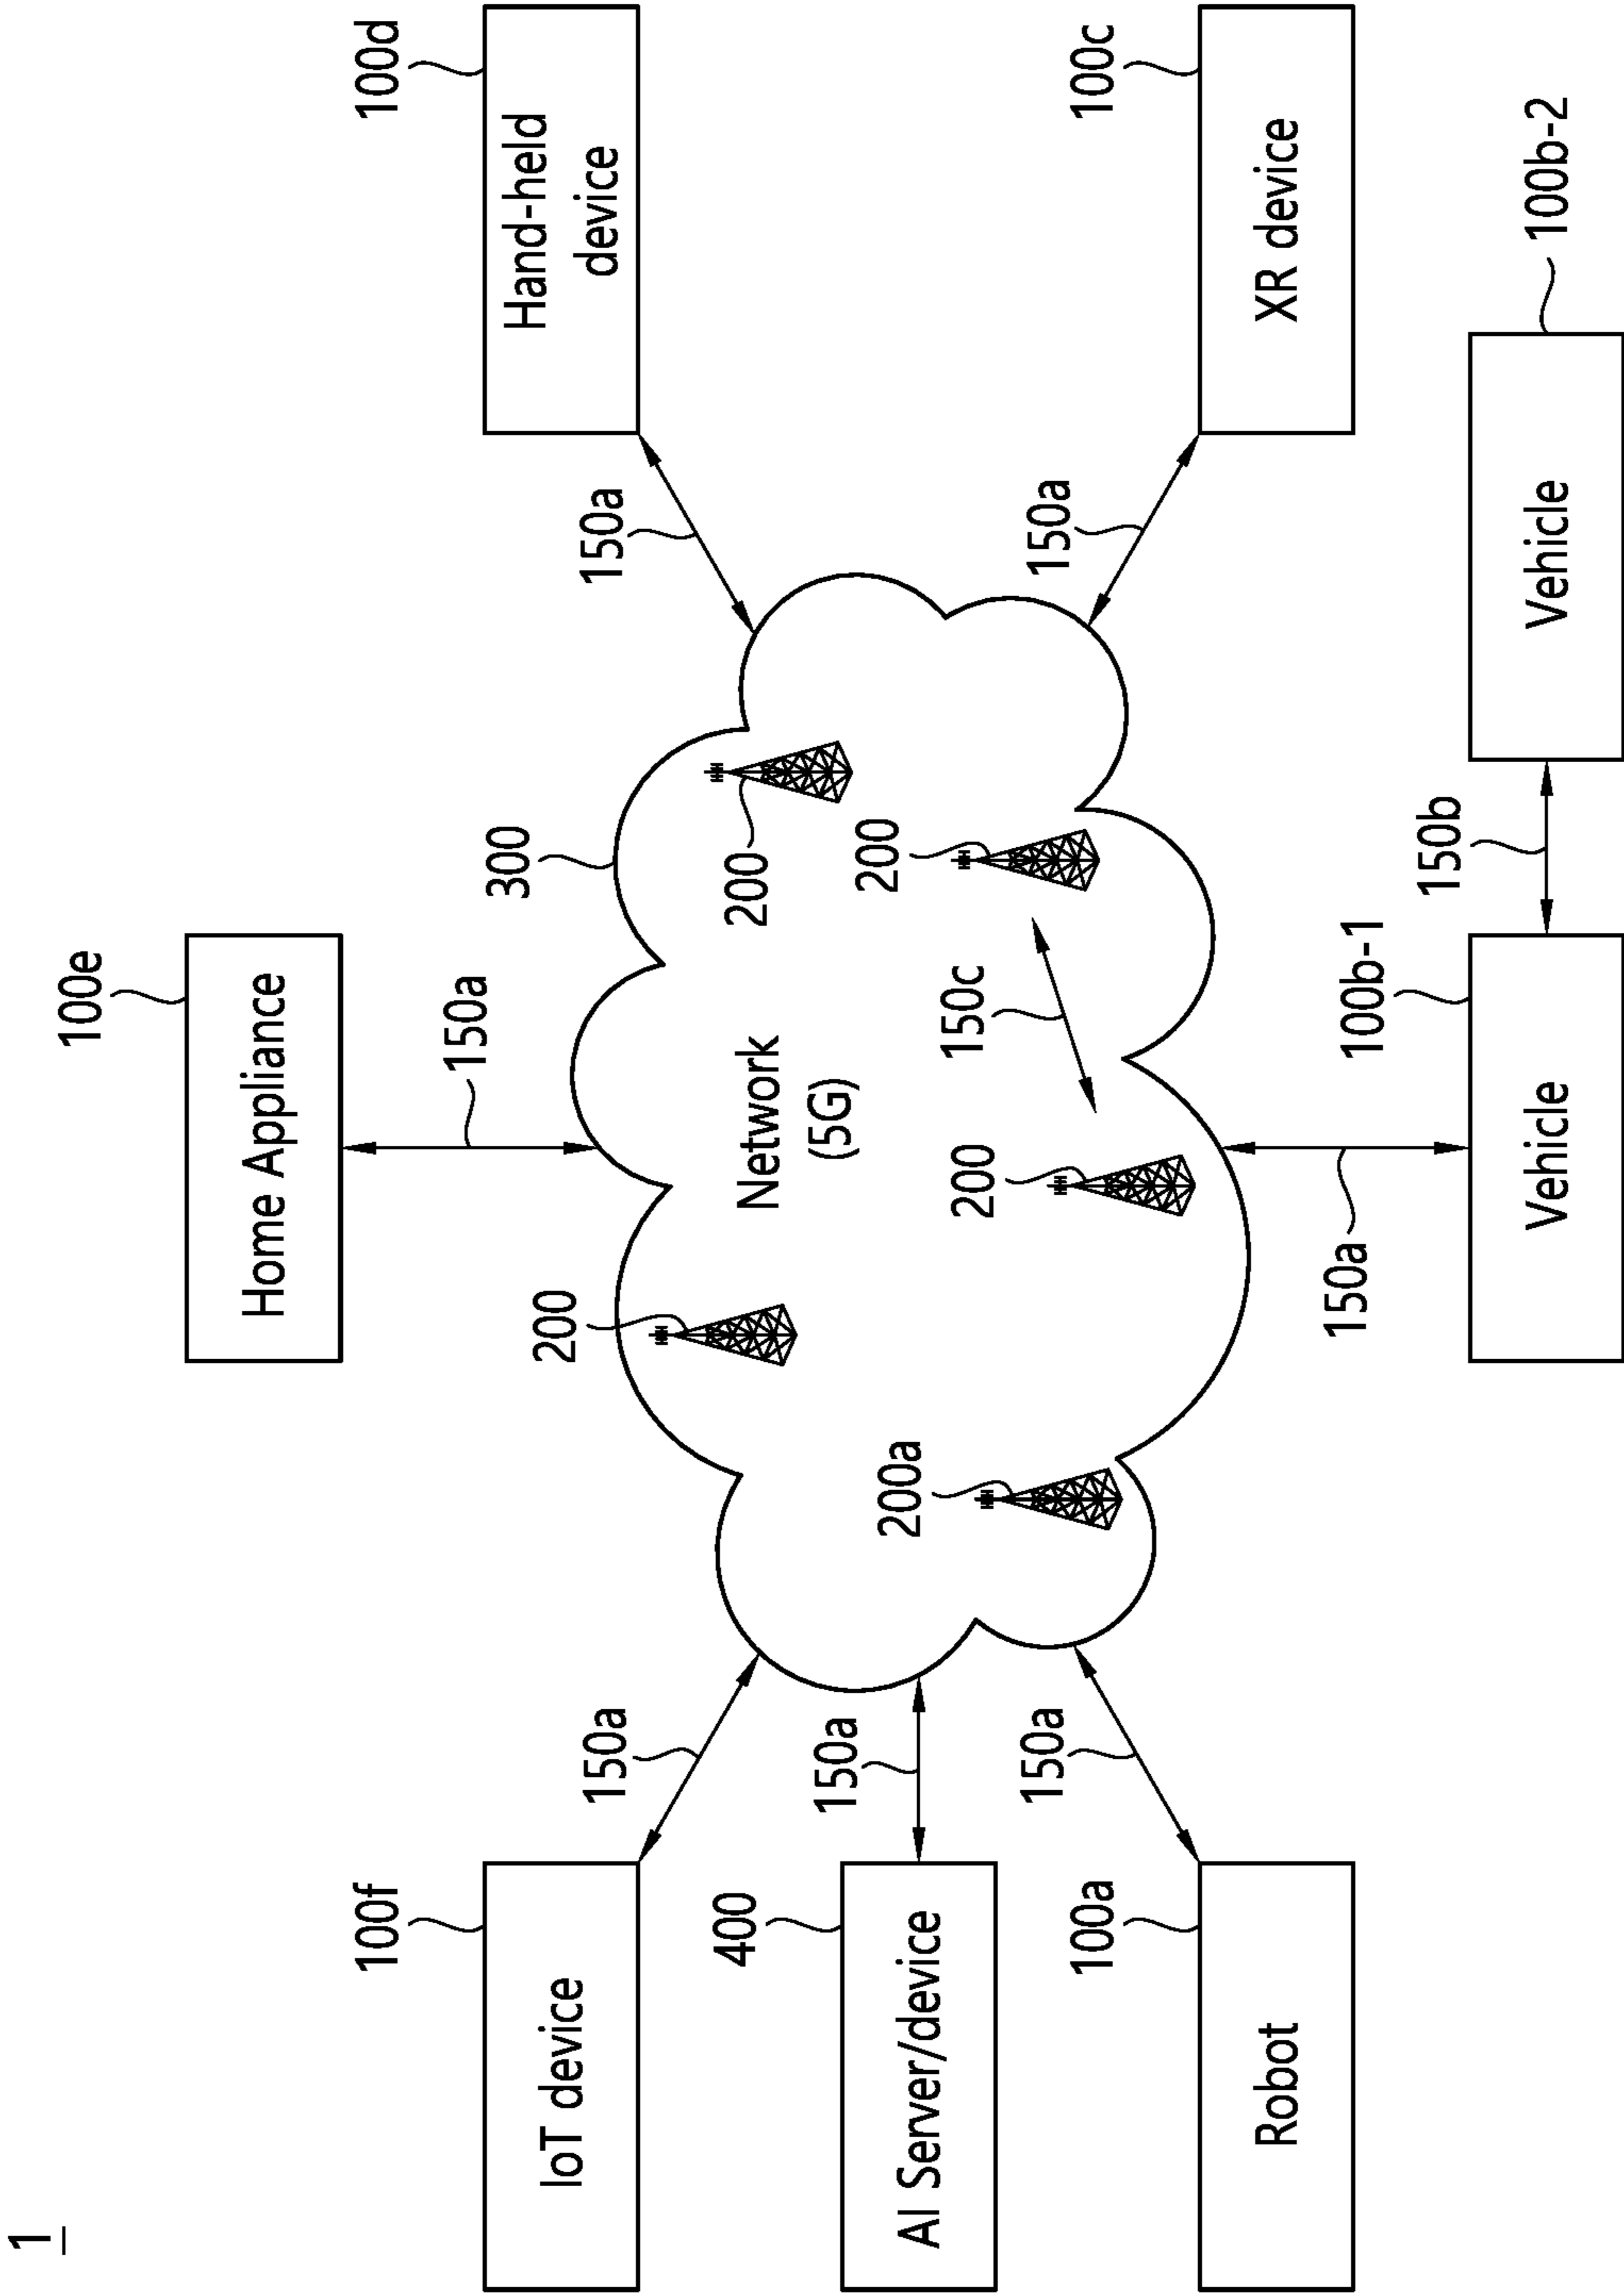 1
100e
Home Appliance
150a
100f
IoT device
150a
300
100d
Hand-held
device
150a
200
200
Network
(5G)
400
AI Server/device
150a
200a
200
150c
200
100a
Robot
150a
100c
XR device
150a
150a
100b-1
Vehicle
150b
100b-2
Vehicle